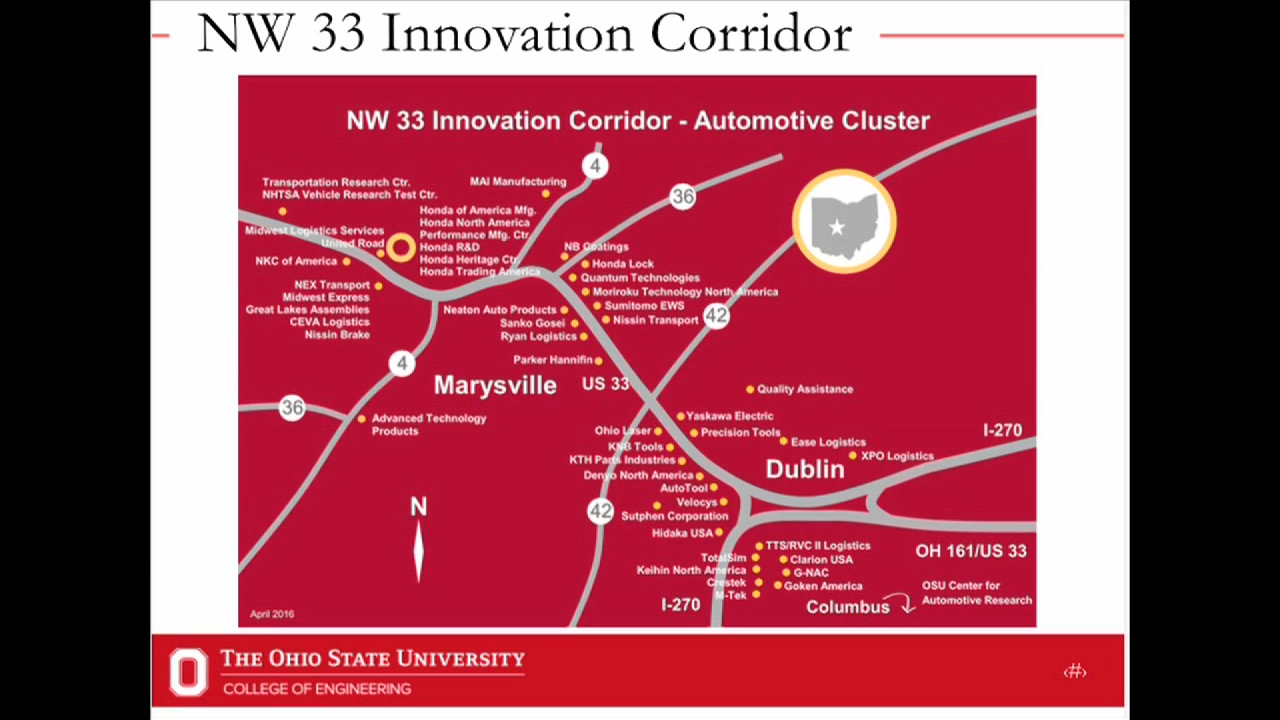 NW 33 Innovation Corridor
NW 33 Innovation Corridor - Automotive Cluster
4
36
Transportation Research Ctr.
NHTSA Vehicle Research Test Ctr.
MAI Manufacturing
Midwest Logistics Services
United Road
NKC of America
Honda of America Mfg.
Honda North America
Performance Mfg. Ctr.
Honda R&D
Honda Heritage Ctr.
Honda Trading America
NB Coatings
Honda Lock
Quantum Technologies
Moriroku Technology North America
Sumitomo EWS
Nissin Transport
42
NEX Transport
Midwest Express
Great Lakes Assemblies
CEVA Logistics
Nissin Brake
Neaton Auto Products
Sanko Gosei
Ryan Logistics
Parker Hannifin
4
Marysville
US 33
36
Advanced Technology
Products
Quality Assistance
Yaskawa Electric
Precision Tools
Ease Logistics
XPO Logistics
I-270
Dublin
Ohio Laser
KNB Tools
KTH Parts Industries
Denyo North America
AutoTool
Velocys
Sutphen Corporation
Hidaka USA
42
N
TTS/RVC II Logistics
Clarion USA
G-NAC
Goken America
TotalSim
Keihin North America
Crestek
M-Tek
OH 161/US 33
I-270
Columbus
OSU Center for
Automotive Research
April 2016
THE OHIO STATE UNIVERSITY
COLLEGE OF ENGINEERING
‹#›